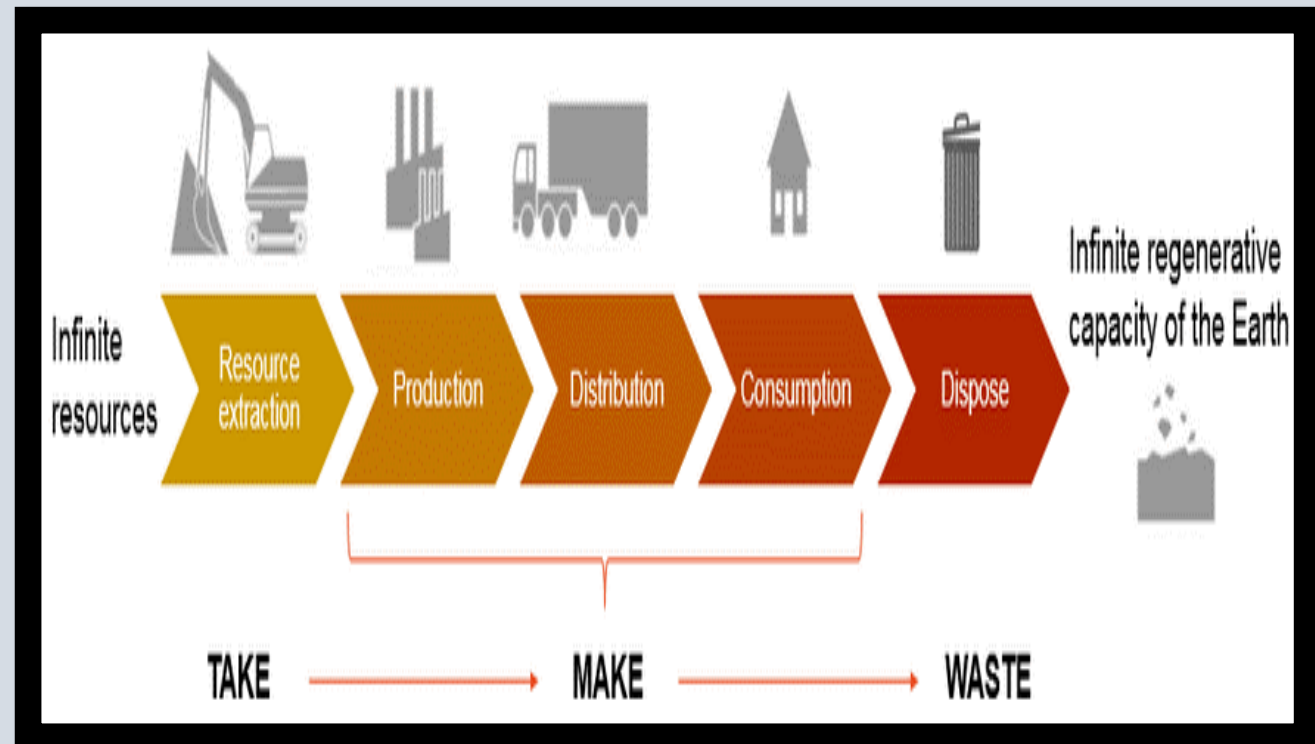 Infinite
resources
Resource
extraction
Production
Distribution
Consumption
Dispose
Infinite regenerative
capacity of the Earth
TAKE
MAKE
WASTE